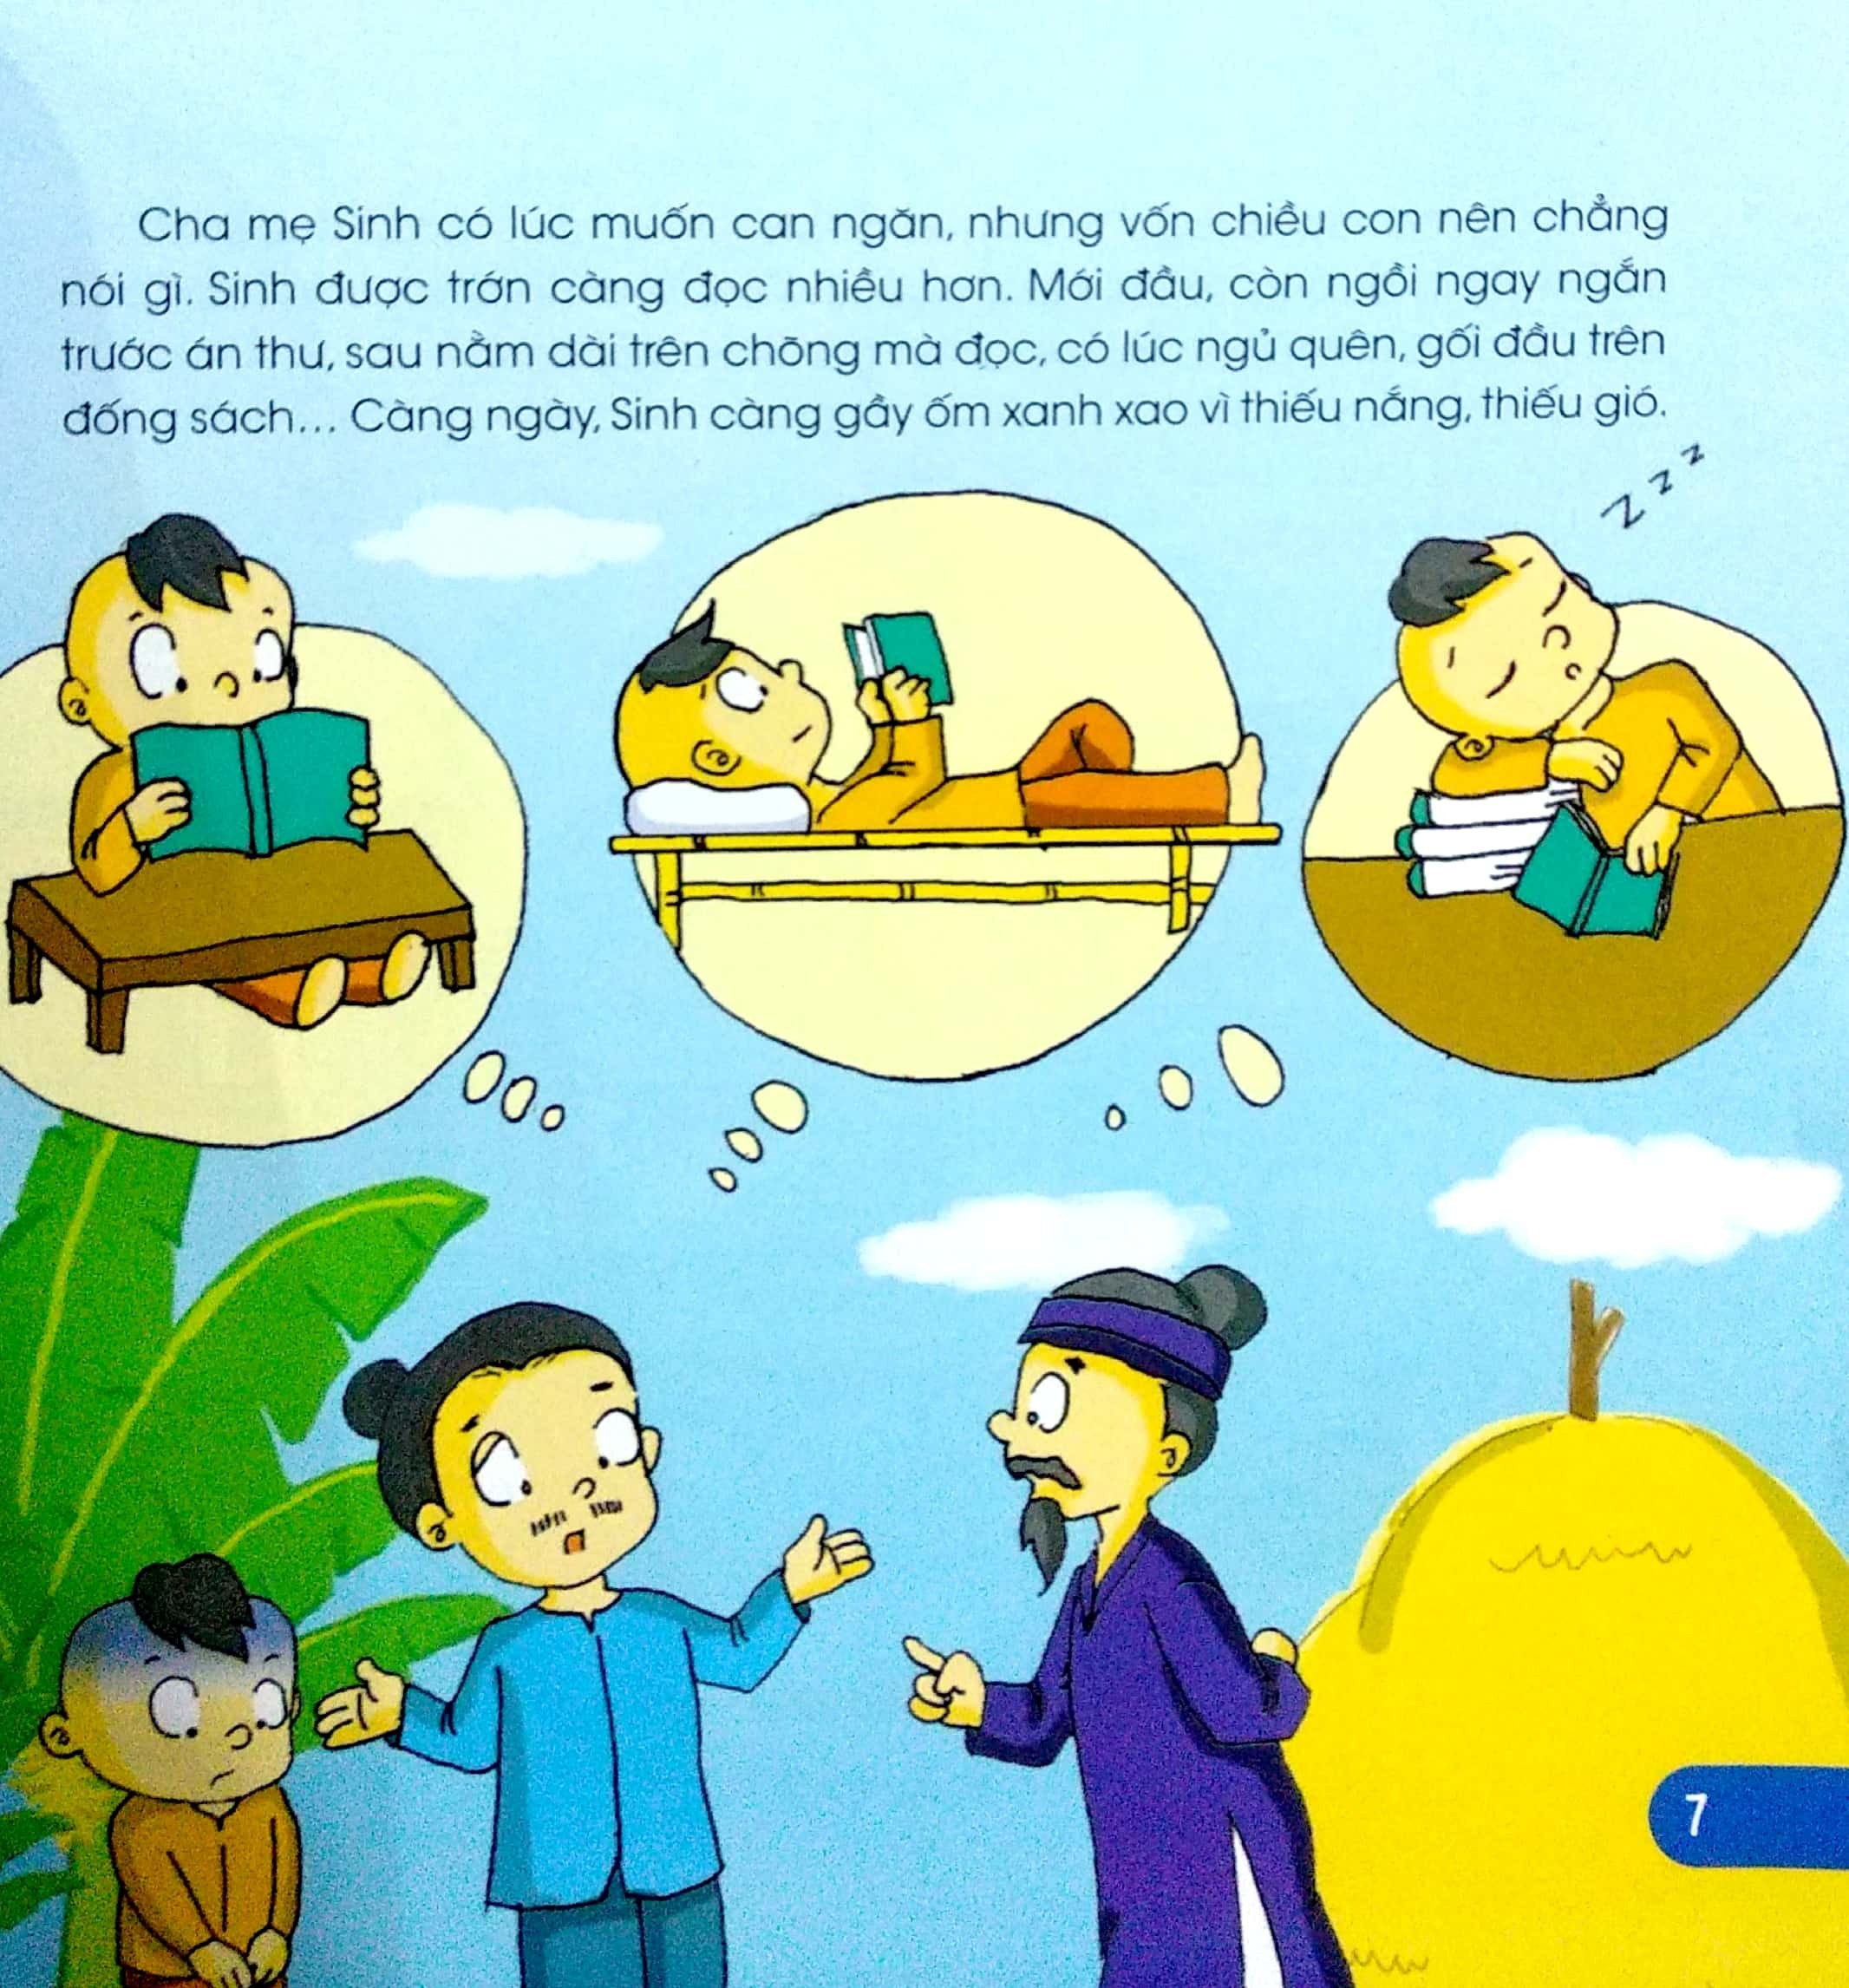 Cha mẹ Sinh có lúc muốn can ngăn, nhưng vốn chiều con nên chẳng
nói gì. Sinh được trớn càng đọc nhiều hơn. Mới đầu, còn ngồi ngay ngắn
trước án thư, sau nằm dài trên chõng mà đọc, có lúc ngủ quên, gối đầu trên
đống sách... Càng ngày, Sinh càng gầy ốm xanh xao vì thiếu nắng, thiếu gió.
z z z
7